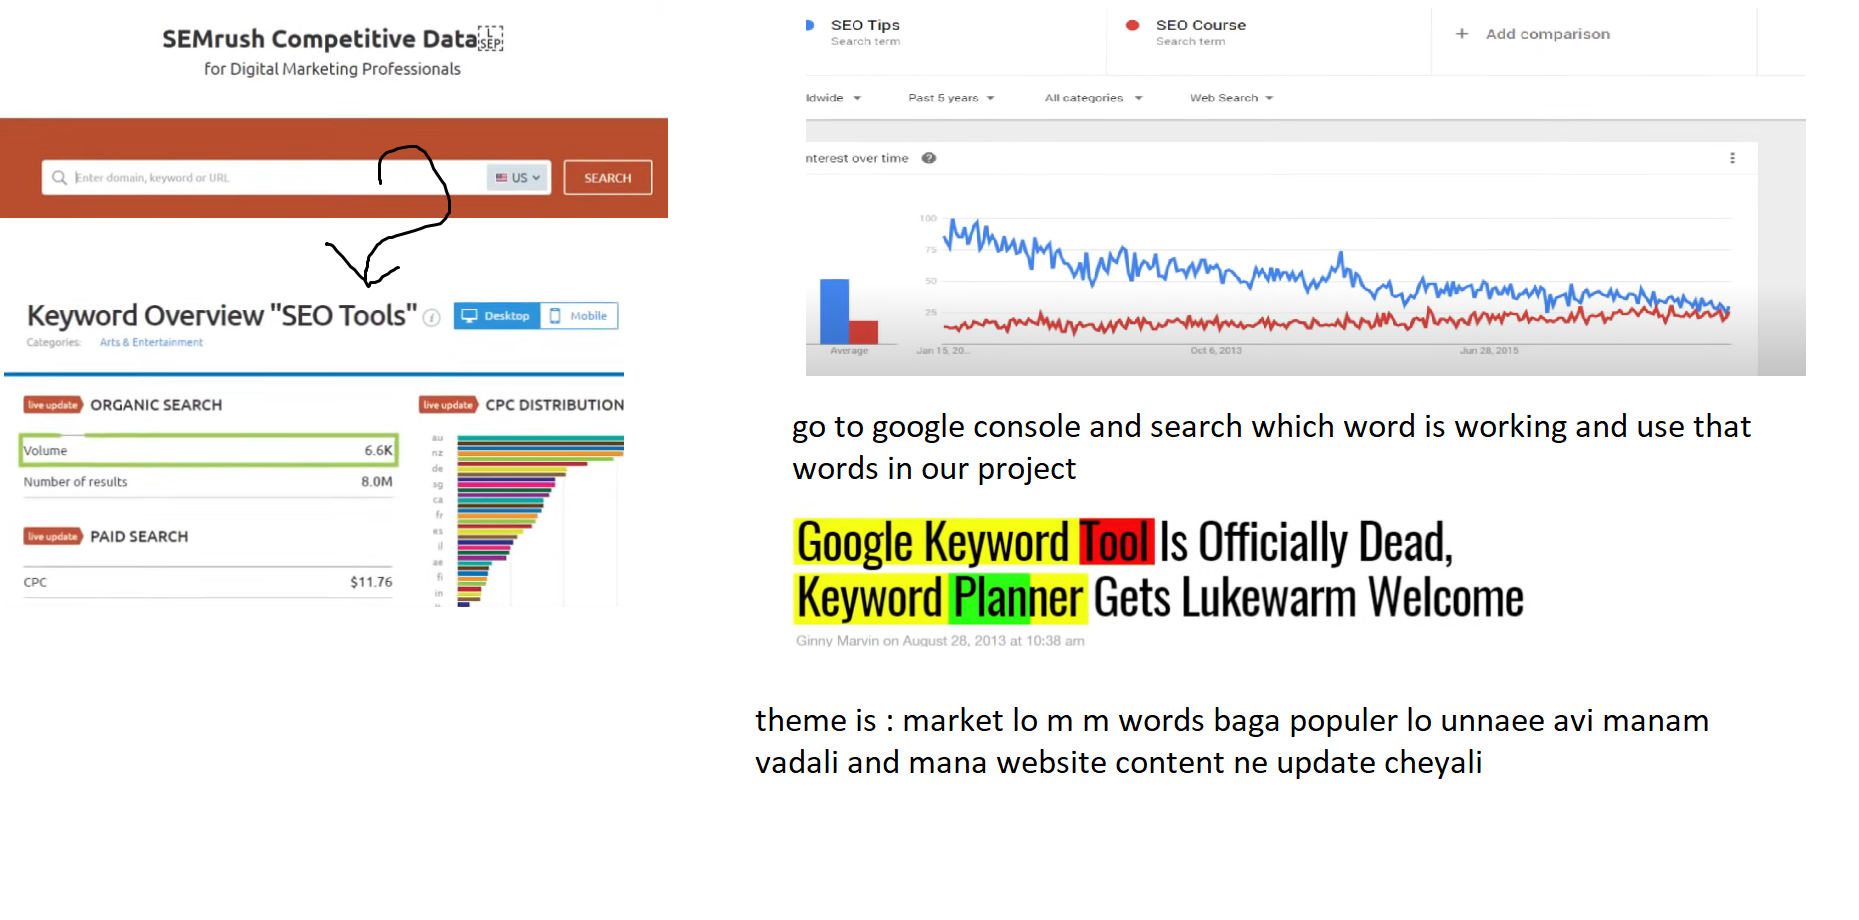 SEMrush Competitive Data L SEP
for Digital Marketing Professionals
Enter domain, keyword or URL
US
SEARCH
Keyword Overview "SEO Tools" i
Desktop
Mobile
Categories: Arts & Entertainment
live update ORGANIC SEARCH
Volume 6.6K
Number of results 8.0M
live update PAID SEARCH
CPC $11.76
live update CPC DISTRIBUTION
au
nz
de
sg
ca
fr
es
il
ae
fi
in
SEO Tips
Search term
SEO Course
Search term
+ Add comparison
ldwide
Past 5 years
All categories
Web Search
nterest over time ?
100
75
50
25
Average
Jan 15, 20...
Oct 6, 2013
Jun 28, 2015
go to google console and search which word is working and use that
words in our project
Google Keyword Tool Is Officially Dead,
Keyword Planner Gets Lukewarm Welcome
Ginny Marvin on August 28, 2013 at 10:38 am
theme is : market lo m m words baga populer lo unnaee avi manam
vadali and mana website content ne update cheyali